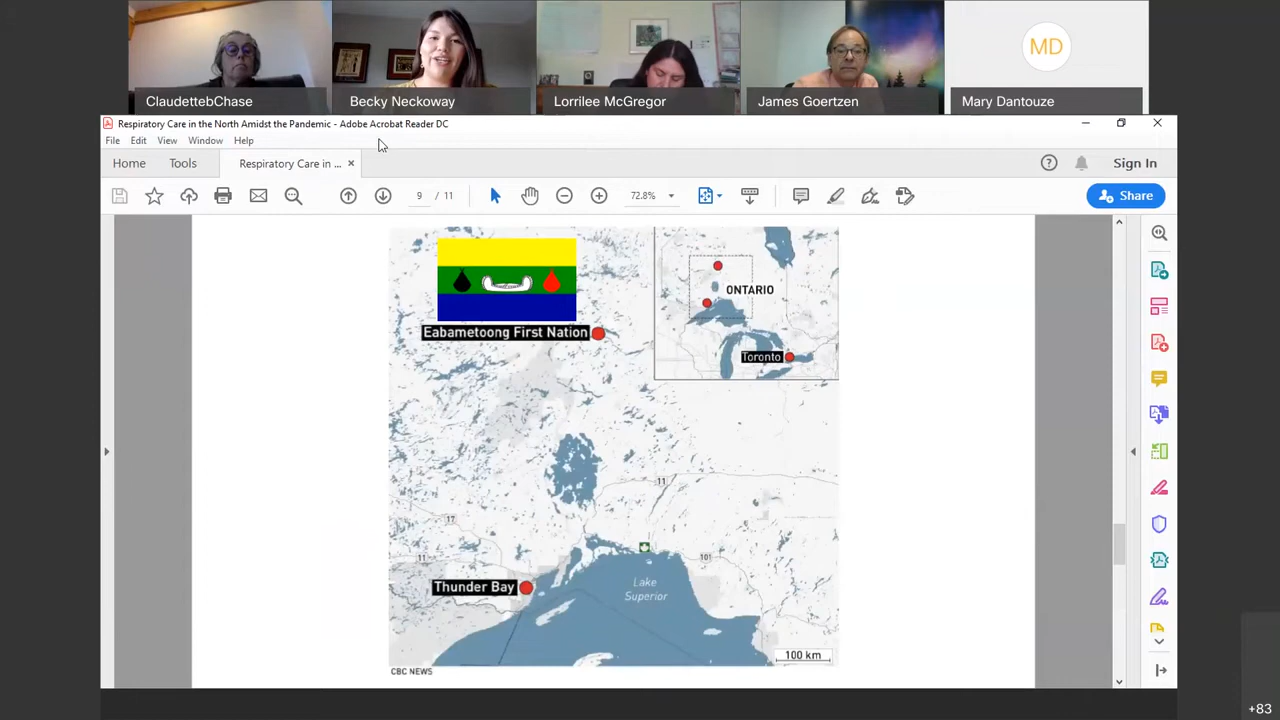 MD
ClaudettebChase
Becky Neckoway
Lorrilee McGregor
James Goertzen
Mary Dantouze
Respiratory Care in the North Amidst the Pandemic - Adobe Acrobat Reader DC
File Edit View Window Help
Home Tools Respiratory Care in ... × Sign In
9 / 11 72.8% Share
ONTARIO
Eabametoong First Nation
Toronto
11
17
11
101
Thunder Bay
Lake
Superior
100 km
CBC NEWS
+83